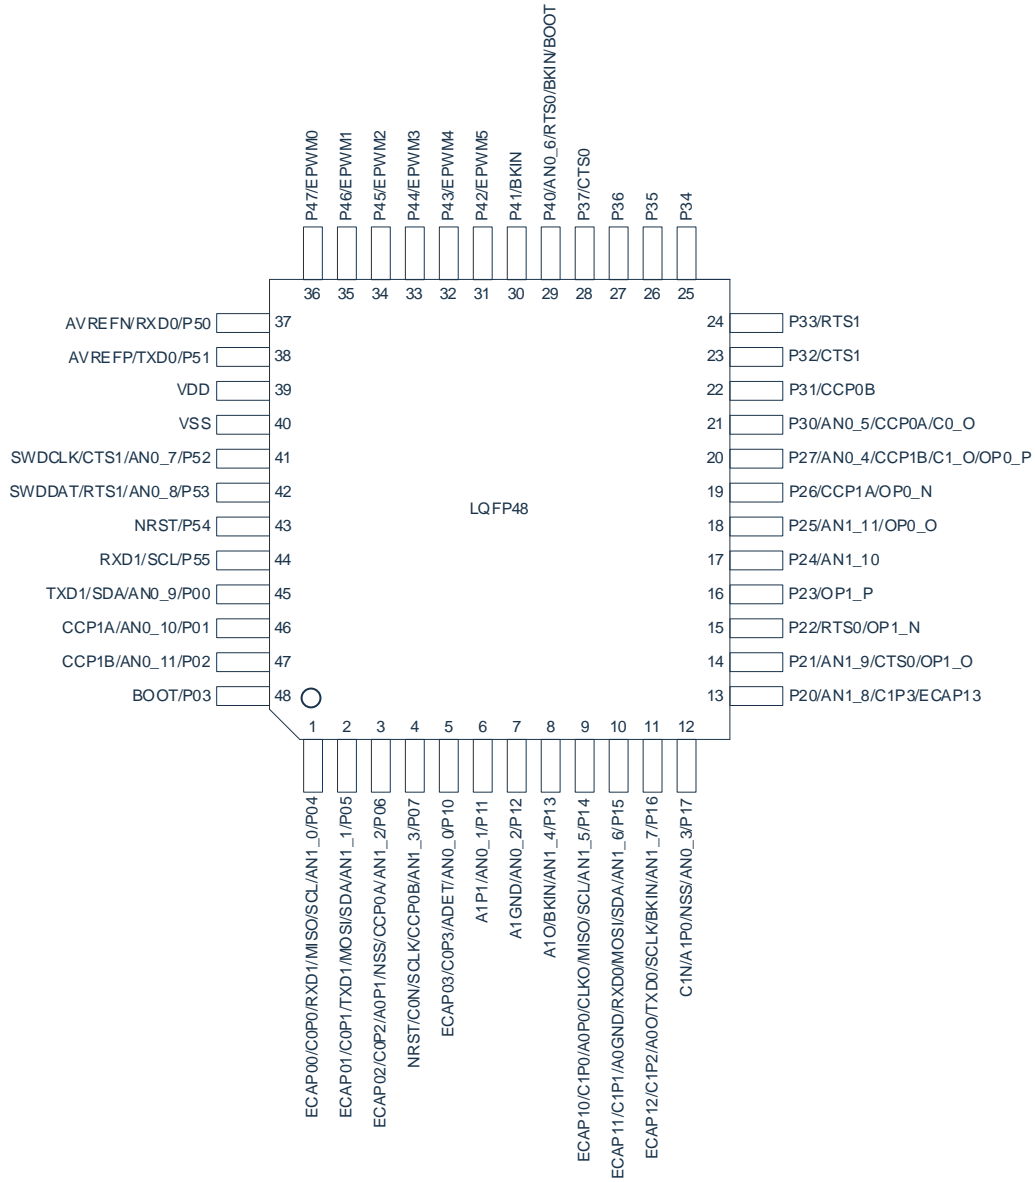 P47/EPWM0
P46/EPWM1
P45/EPWM2
P44/EPWM3
P43/EPWM4
P42/EPWM5
P41/BKIN
P40/AN0_6/RTS0/BKIN/BOOT
P37/CTS0
P36
P35
P34
36
35
34
33
32
31
30
29
28
27
26
25
AVREFN/RXD0/P50
37
24
P33/RTS1
AVREFP/TXD0/P51
38
23
P32/CTS1
VDD
39
22
P31/CCP0B
VSS
40
21
P30/AN0_5/CCP0A/C0_O
SWDCLK/CTS1/AN0_7/P52
41
20
P27/AN0_4/CCP1B/C1_O/OP0_P
SWDDAT/RTS1/AN0_8/P53
42
19
P26/CCP1A/OP0_N
LQFP48
NRST/P54
43
18
P25/AN1_11/OP0_O
RXD1/SCL/P55
44
17
P24/AN1_10
TXD1/SDA/AN0_9/P00
45
16
P23/OP1_P
CCP1A/AN0_10/P01
46
15
P22/RTS0/OP1_N
CCP1B/AN0_11/P02
47
14
P21/AN1_9/CTS0/OP1_O
BOOT/P03
48
13
P20/AN1_8/C1P3/ECAP13
1
2
3
4
5
6
7
8
9
10
11
12
ECAP00/C0P0/RXD1/MISO/SCL/AN1_0/P04
ECAP01/C0P1/TXD1/MOSI/SDA/AN1_1/P05
ECAP02/C0P2/A0P1/NSS/CCP0A/AN1_2/P06
NRST/C0N/SCLK/CCP0B/AN1_3/P07
ECAP03/C0P3/ADET/AN0_0/P10
A1P1/AN0_1/P11
A1GND/AN0_2/P12
A1O/BKIN/AN1_4/P13
ECAP10/C1P0/A0P0/CLKO/MISO/SCL/AN1_5/P14
ECAP11/C1P1/A0GND/RXD0/MOSI/SDA/AN1_6/P15
ECAP12/C1P2/A0O/TXD0/SCLK/BKIN/AN1_7/P16
C1N/A1P0/NSS/AN0_3/P17